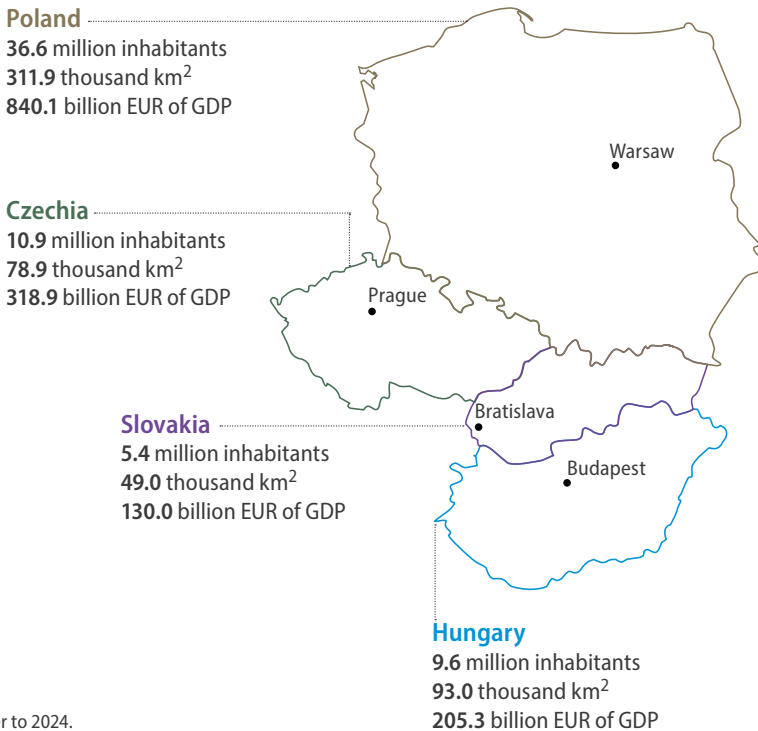 Poland
36.6 million inhabitants
311.9 thousand km²
840.1 billion EUR of GDP
Warsaw
Czechia
10.9 million inhabitants
78.9 thousand km²
318.9 billion EUR of GDP
Prague
Slovakia
5.4 million inhabitants
49.0 thousand km²
130.0 billion EUR of GDP
Bratislava
Budapest
Hungary
9.6 million inhabitants
93.0 thousand km²
205.3 billion EUR of GDP
to 2024.